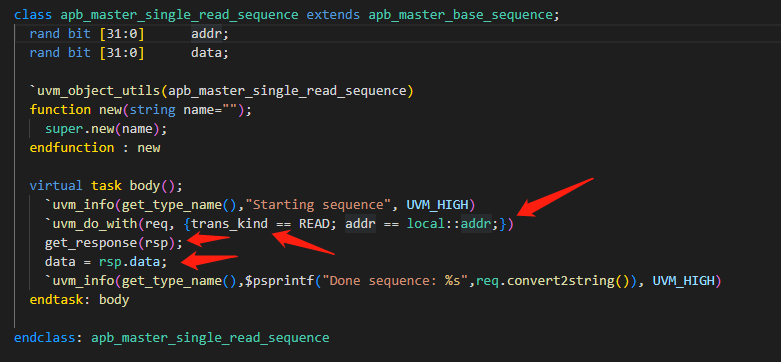 class apb_master_single_read_sequence extends apb_master_base_sequence;
rand bit [31:0] addr;
rand bit [31:0] data;
`uvm_object_utils(apb_master_single_read_sequence)
function new(string name="");
super.new(name);
endfunction : new
virtual task body();
`uvm_info(get_type_name(),"Starting sequence", UVM_HIGH)
`uvm_do_with(req, {trans_kind == READ; addr == local::addr;})
get_response(rsp);
data = rsp.data;
`uvm_info(get_type_name(),$psprintf("Done sequence: %s",req.convert2string()), UVM_HIGH)
endtask: body
endclass: apb_master_single_read_sequence